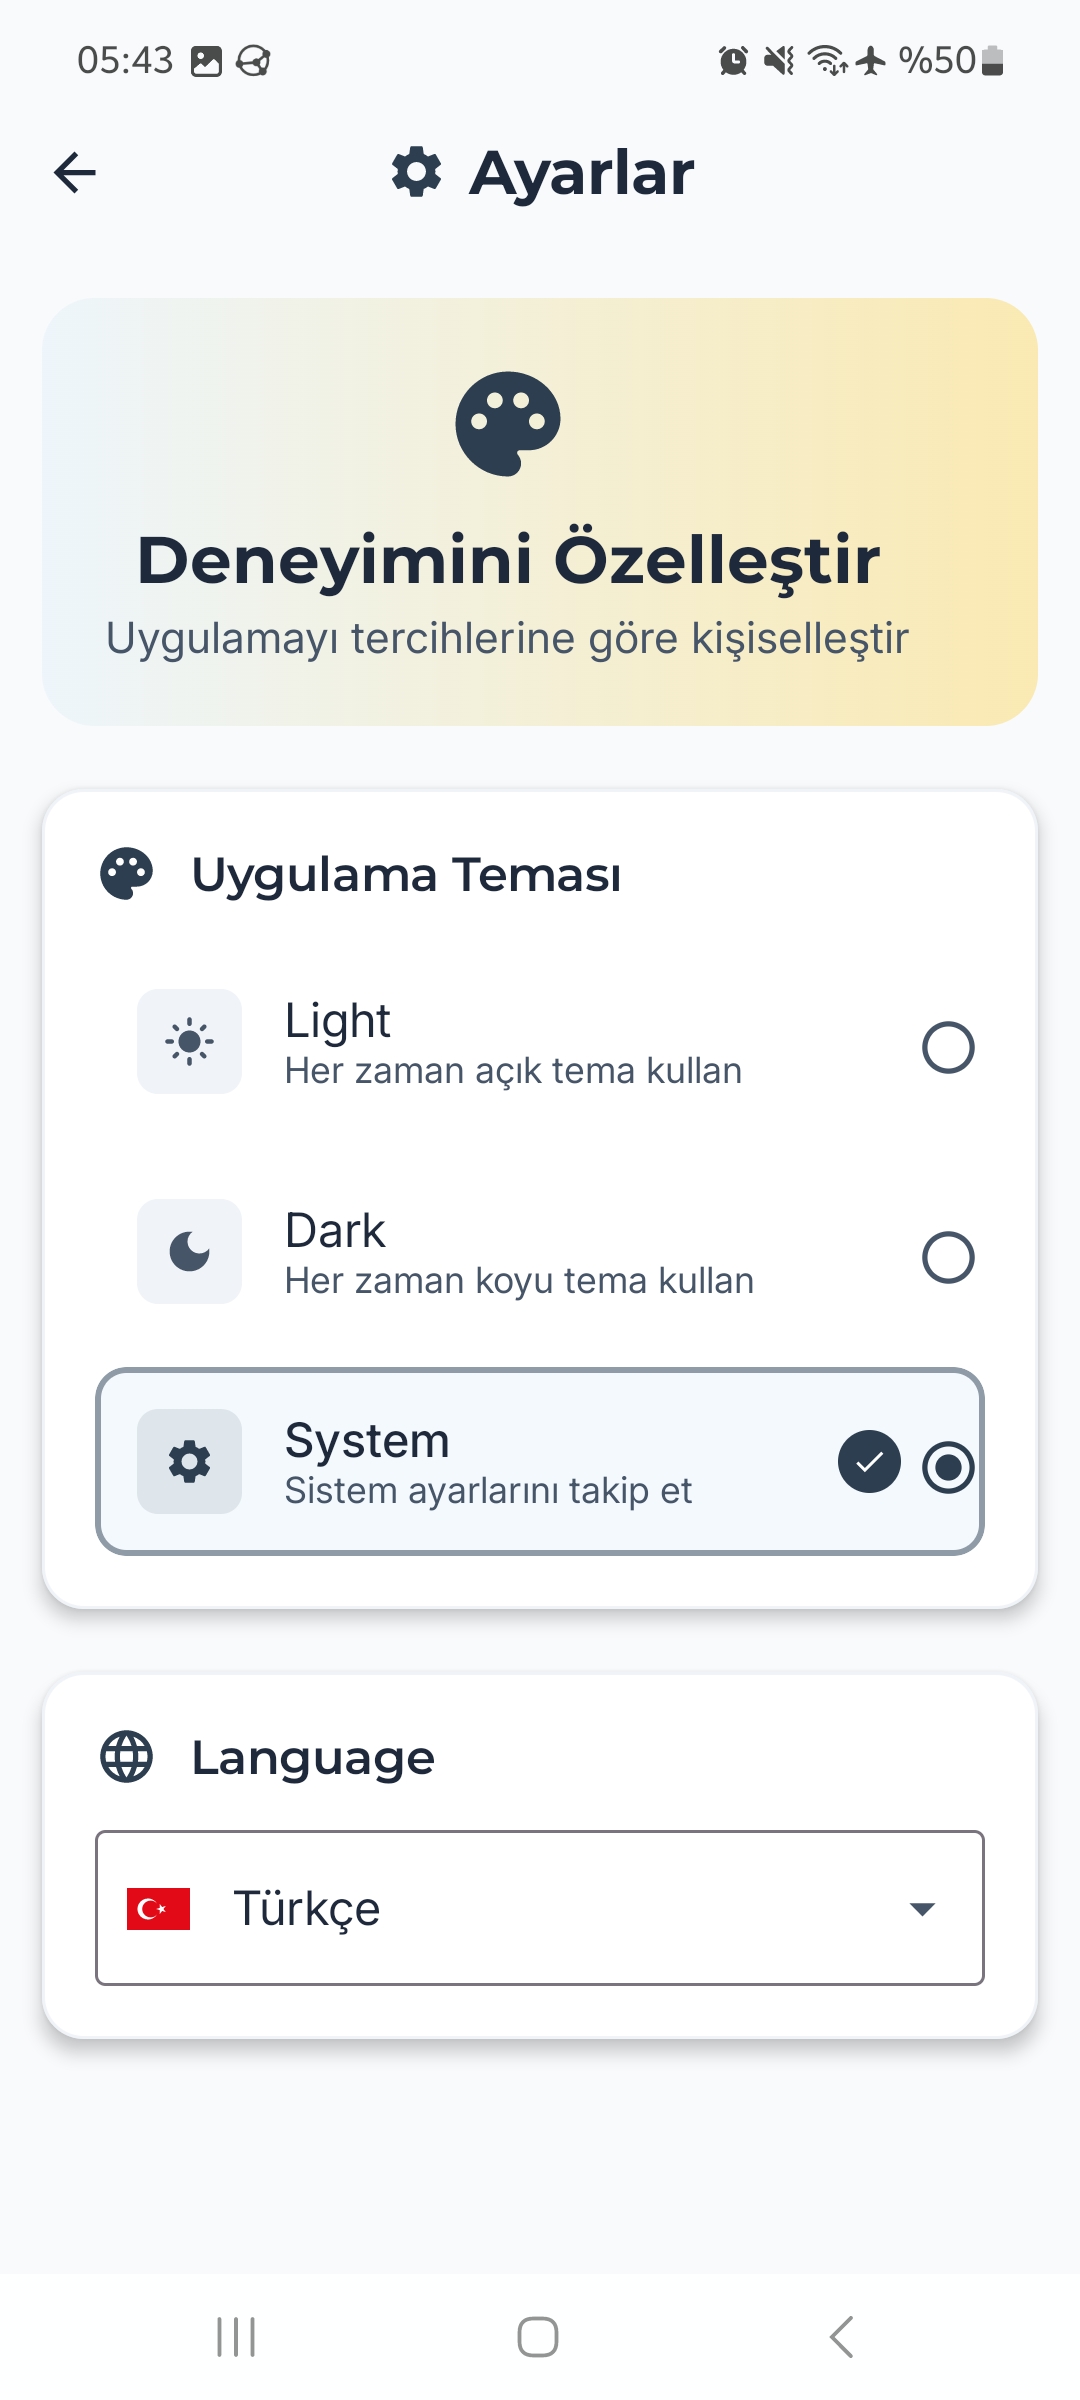 05:43 %50
Ayarlar
Deneyimini Özelleştir
Uygulamayı tercihlerine göre kişiselleştir
Uygulama Teması
Light
Her zaman açık tema kullan
Dark
Her zaman koyu tema kullan
System
Sistem ayarlarını takip et
Language
Türkçe